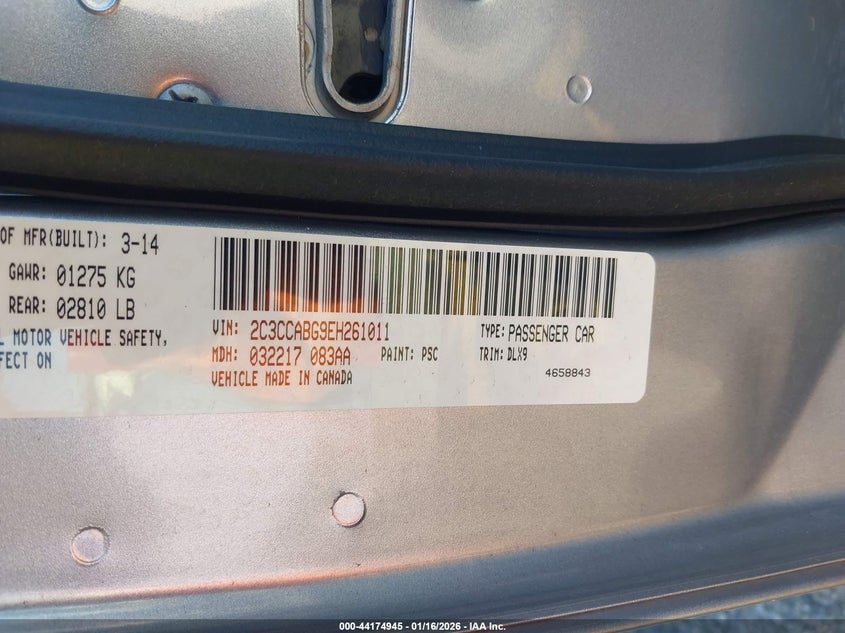 OF MFR(BUILT): 3-14
GAWR: 01275 KG
REAR: 02810 LB
MOTOR VEHICLE SAFETY,
ON
VIN: 2C3CCABG9EH261011
TYPE: PASSENGER CAR
MDH: 032217 083AA
PAINT: PSC
TRIM: DLX9
VEHICLE MADE IN CANADA
4658843
000-44174945 - 01/16/2026 - IAA Inc.